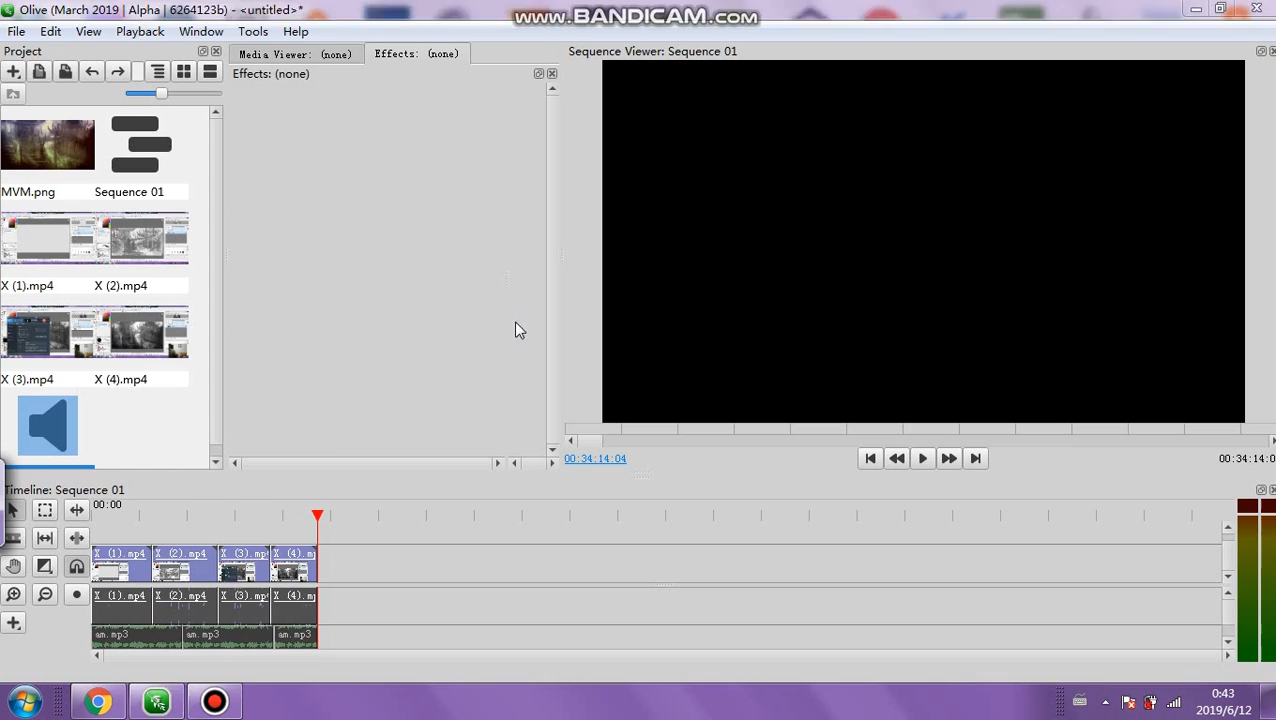 Olive (March 2019 | Alpha | 6264123b) - <untitled>*
www.BANDICAM.com
File Edit View Playback Window Tools Help
Project
Media Viewer: (none)
Effects: (none)
Sequence Viewer: Sequence 01
Effects: (none)
MVM.png
Sequence 01
X (1).mp4
X (2).mp4
X (3).mp4
X (4).mp4
00:34:14:04
00:34:14:0
Timeline: Sequence 01
00:00
X (1).mp4
X (2).mp4
X (3).mp
X (4).m
X (1).mp4
X (2).mp4
X (3).mp
X (4).m
am.mp3
am.mp3
am.mp3
0:43
2019/6/12